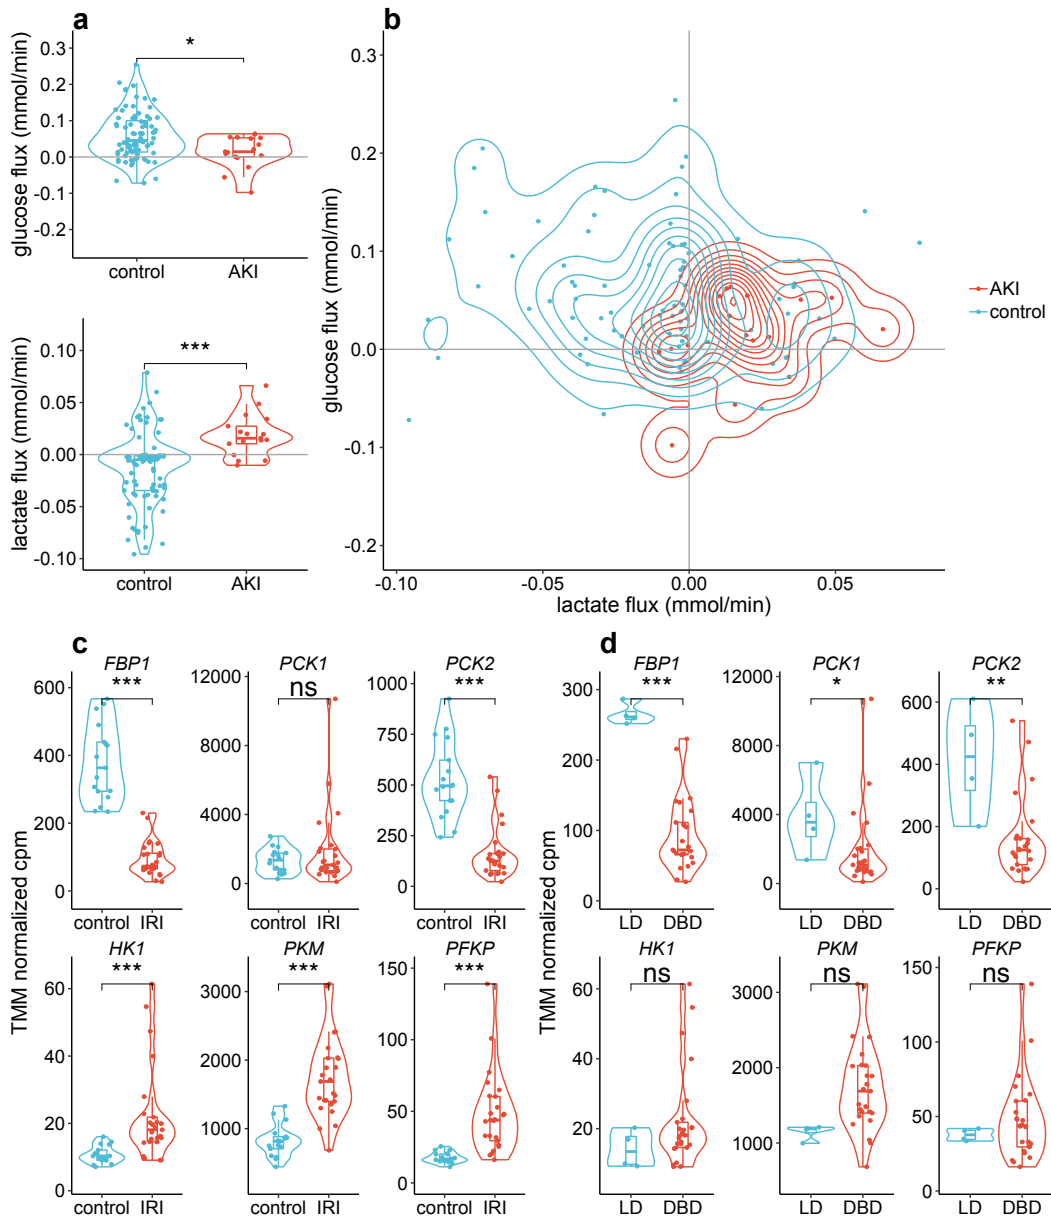 a
glucose flux (mmol/min)
0.3
0.2
0.1
0.0
-0.1
-0.2
*
control AKI
lactate flux (mmol/min)
0.10
0.05
0.00
-0.05
-0.10
***
control AKI
b
glucose flux (mmol/min)
0.3
0.2
0.1
0.0
-0.1
-0.2
-0.10 -0.05 0.00 0.05
lactate flux (mmol/min)
AKI
control
c
TMM normalized cpm
FBP1
***
600
400
200
0
control IRI
PCK1
ns
12000
8000
4000
0
control IRI
PCK2
***
1000
750
500
250
0
control IRI
HK1
***
60
40
20
0
control IRI
PKM
***
3000
2000
1000
control IRI
PFKP
***
150
100
50
0
control IRI
d
TMM normalized cpm
FBP1
***
300
200
100
0
LD DBD
PCK1
*
12000
8000
4000
0
LD DBD
PCK2
**
600
400
200
0
LD DBD
HK1
ns
60
40
20
LD DBD
PKM
ns
3000
2000
1000
LD DBD
PFKP
ns
150
100
50
0
LD DBD